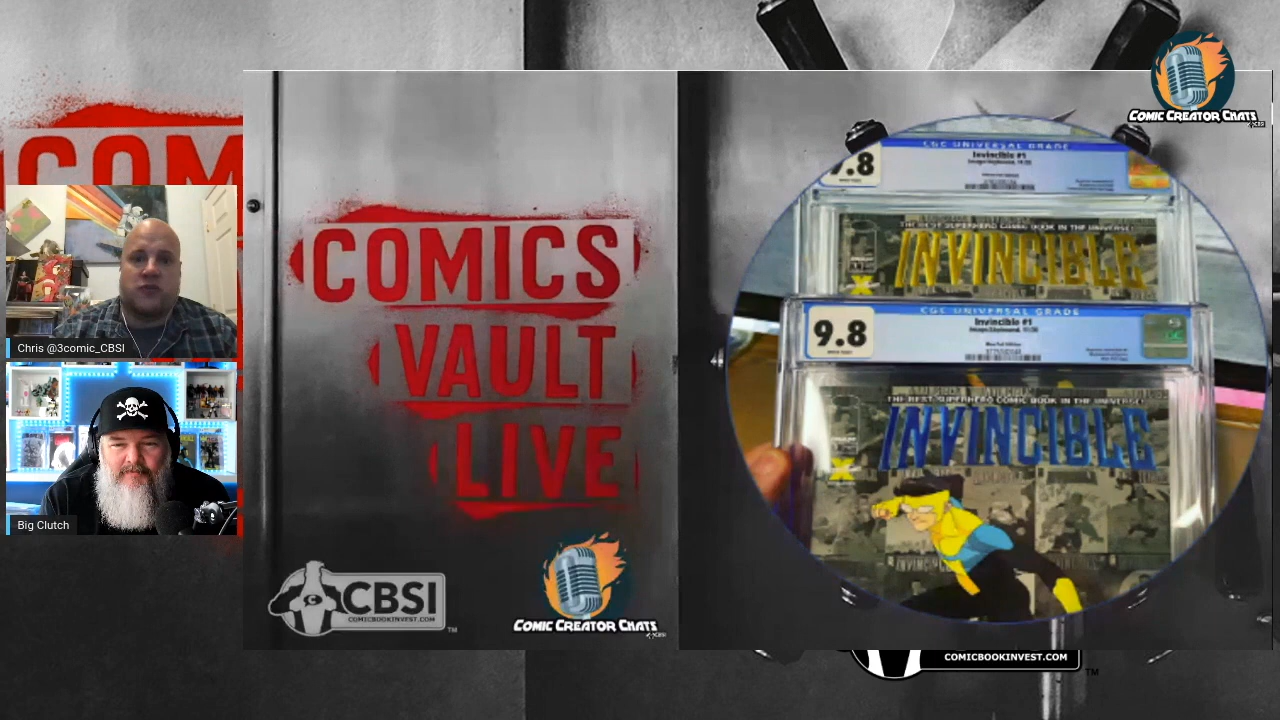 COM
Chris @3comic_CBSI
Big Clutch
COMICS
VAULT
LIVE
CBSI
COMICBOOKINVEST.COM
TM
COMIC CREATOR CHATS
COMIC CREATOR CHATS
CGC UNIVERSAL GRADE
9.8
Invincible #1
THE BEST SUPERHERO COMIC BOOK IN THE UNIVERSE!
INVINCIBLE
CGC UNIVERSAL GRADE
9.8
Invincible #1
THE BEST SUPERHERO COMIC BOOK IN THE UNIVERSE!
INVINCIBLE
COMICBOOKINVEST.COM
TM